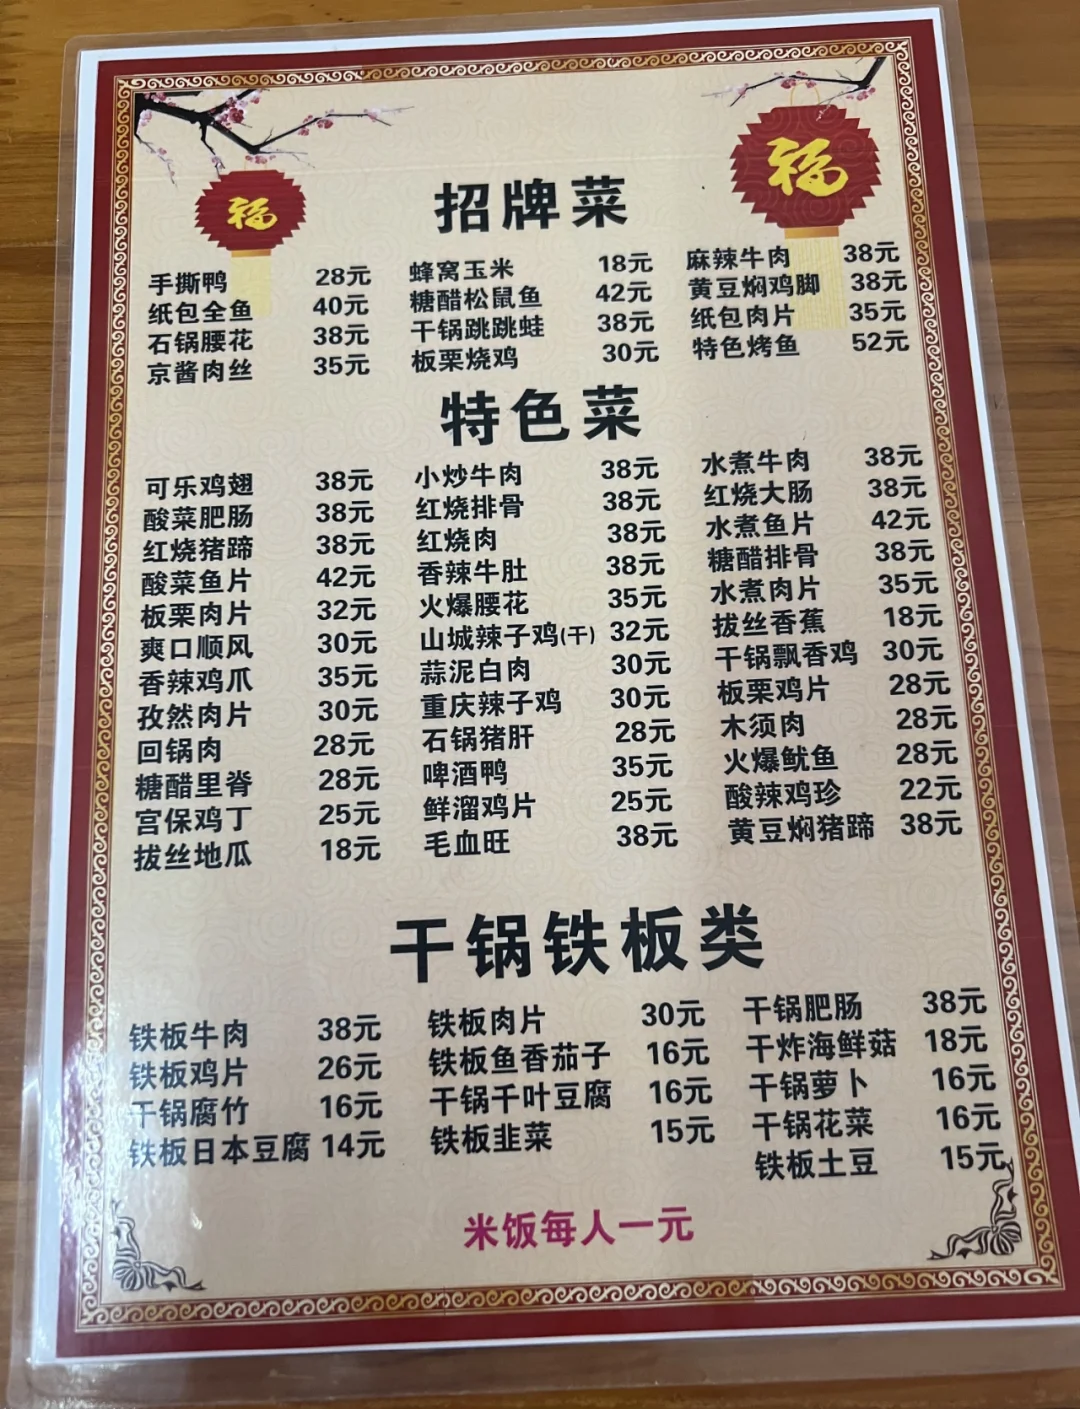 福
福
招牌菜
手撕鸭 28元 蜂窝玉米 18元 麻辣牛肉 38元
纸包全鱼 40元 糖醋松鼠鱼 42元 黄豆焖鸡脚 38元
石锅腰花 38元 干锅跳跳蛙 38元 纸包肉片 35元
京酱肉丝 35元 板栗烧鸡 30元 特色烤鱼 52元
特色菜
可乐鸡翅 38元 小炒牛肉 38元 水煮牛肉 38元
酸菜肥肠 38元 红烧排骨 38元 红烧大肠 38元
红烧猪蹄 38元 红烧肉 38元 水煮鱼片 42元
酸菜鱼片 42元 香辣牛肚 38元 糖醋排骨 38元
板栗肉片 32元 火爆腰花 35元 水煮肉片 35元
爽口顺风 30元 山城辣子鸡(干) 32元 拔丝香蕉 18元
香辣鸡爪 35元 蒜泥白肉 30元 干锅飘香鸡 30元
孜然肉片 30元 重庆辣子鸡 30元 板栗鸡片 28元
回锅肉 28元 石锅猪肝 28元 木须肉 28元
糖醋里脊 28元 啤酒鸭 35元 火爆鱿鱼 28元
宫保鸡丁 25元 鲜溜鸡片 25元 酸辣鸡珍 22元
拔丝地瓜 18元 毛血旺 38元 黄豆焖猪蹄 38元
干锅铁板类
铁板牛肉 38元 铁板肉片 30元 干锅肥肠 38元
铁板鸡片 26元 铁板鱼香茄子 16元 干炸海鲜菇 18元
干锅腐竹 16元 干锅千叶豆腐 16元 干锅萝卜 16元
铁板日本豆腐 14元 铁板韭菜 15元 干锅花菜 16元
铁板土豆 15元
米饭每人一元